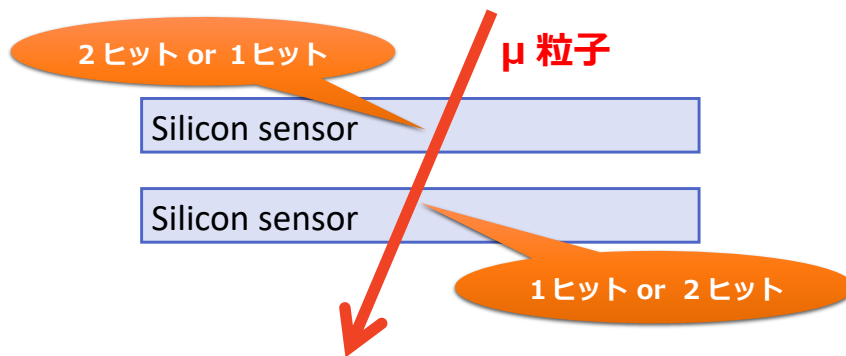 2 ヒット or 1 ヒット
μ 粒子
Silicon sensor
Silicon sensor
1 ヒット or 2 ヒット